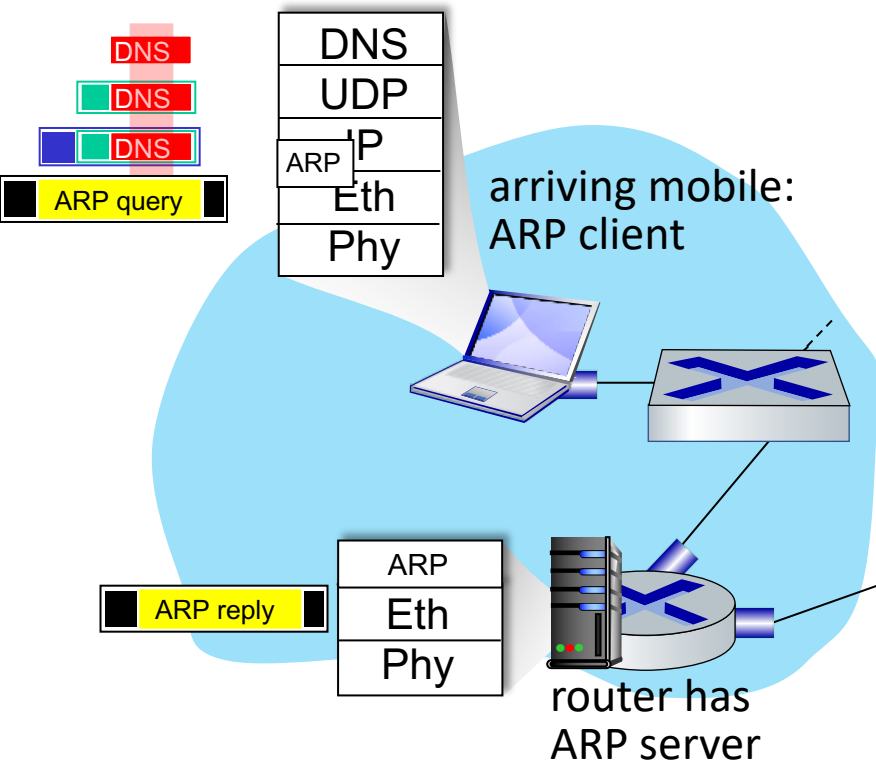 DNS
DNS
DNS
ARP query
DNS
UDP
IP
ARP
Eth
Phy
arriving mobile:
ARP client
ARP reply
ARP
Eth
Phy
router has
ARP server